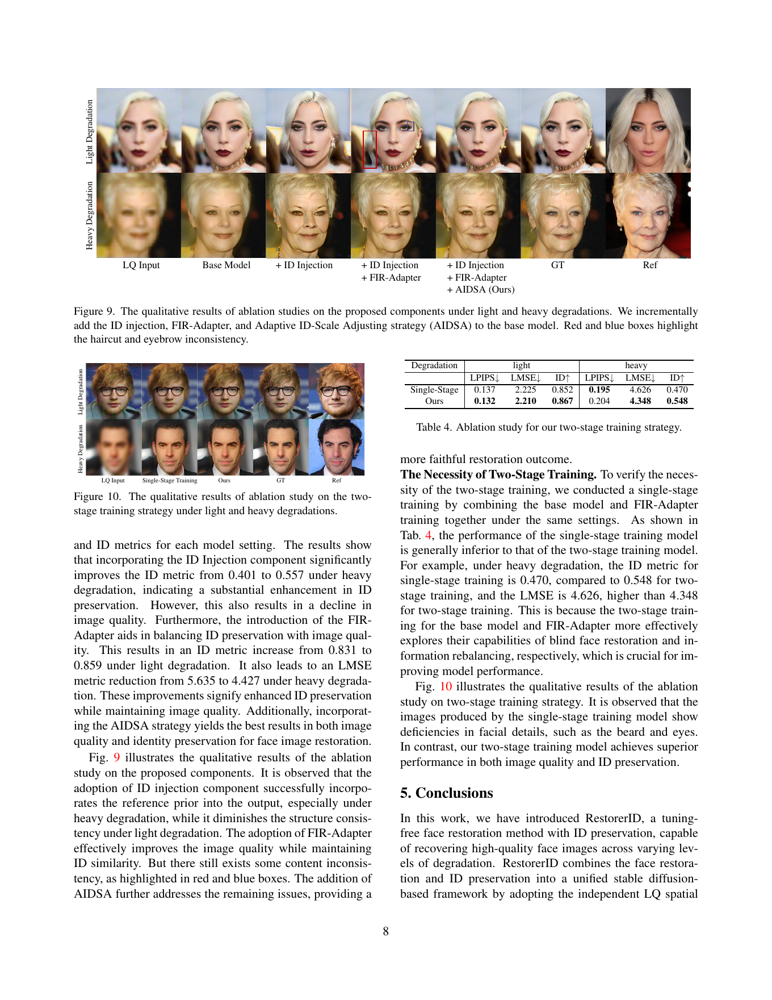 Light Degradation
Heavy Degradation
LQ Input
Base Model
+ ID Injection
+ ID Injection
+ FIR-Adapter
+ ID Injection
+ FIR-Adapter
+ AIDSA (Ours)
GT
Ref
Figure 9. The qualitative results of ablation studies on the proposed components under light and heavy degradations. We incrementally
add the ID injection, FIR-Adapter, and Adaptive ID-Scale Adjusting strategy (AIDSA) to the base model. Red and blue boxes highlight
the haircut and eyebrow inconsistency.
Light Degradation
Heavy Degradation
LQ Input Single-Stage Training Ours GT Ref
Figure 10. The qualitative results of ablation study on the two-
stage training strategy under light and heavy degradations.
and ID metrics for each model setting. The results show
that incorporating the ID Injection component significantly
improves the ID metric from 0.401 to 0.557 under heavy
degradation, indicating a substantial enhancement in ID
preservation. However, this also results in a decline in
image quality. Furthermore, the introduction of the FIR-
Adapter aids in balancing ID preservation with image qual-
ity. This results in an ID metric increase from 0.831 to
0.859 under light degradation. It also leads to an LMSE
metric reduction from 5.635 to 4.427 under heavy degrada-
tion. These improvements signify enhanced ID preservation
while maintaining image quality. Additionally, incorporat-
ing the AIDSA strategy yields the best results in both image
quality and identity preservation for face image restoration.
Fig. 9 illustrates the qualitative results of the ablation
study on the proposed components. It is observed that the
adoption of ID injection component successfully incorpo-
rates the reference prior into the output, especially under
heavy degradation, while it diminishes the structure consis-
tency under light degradation. The adoption of FIR-Adapter
effectively improves the image quality while maintaining
ID similarity. But there still exists some content inconsis-
tency, as highlighted in red and blue boxes. The addition of
AIDSA further addresses the remaining issues, providing a
Degradation light heavy
LPIPS↓ LMSE↓ ID↑ LPIPS↓ LMSE↓ ID↑
Single-Stage 0.137 2.225 0.852 0.195 4.626 0.470
Ours 0.132 2.210 0.867 0.204 4.348 0.548
Table 4. Ablation study for our two-stage training strategy.
more faithful restoration outcome.
The Necessity of Two-Stage Training. To verify the neces-
sity of the two-stage training, we conducted a single-stage
training by combining the base model and FIR-Adapter
training together under the same settings. As shown in
Tab. 4, the performance of the single-stage training model
is generally inferior to that of the two-stage training model.
For example, under heavy degradation, the ID metric for
single-stage training is 0.470, compared to 0.548 for two-
stage training, and the LMSE is 4.626, higher than 4.348
for two-stage training. This is because the two-stage train-
ing for the base model and FIR-Adapter more effectively
explores their capabilities of blind face restoration and in-
formation rebalancing, respectively, which is crucial for im-
proving model performance.
Fig. 10 illustrates the qualitative results of the ablation
study on two-stage training strategy. It is observed that the
images produced by the single-stage training model show
deficiencies in facial details, such as the beard and eyes.
In contrast, our two-stage training model achieves superior
performance in both image quality and ID preservation.
5. Conclusions
In this work, we have introduced RestorerID, a tuning-
free face restoration method with ID preservation, capable
of recovering high-quality face images across varying lev-
els of degradation. RestorerID combines the face restora-
tion and ID preservation into a unified stable diffusion-
based framework by adopting the independent LQ spatial
8